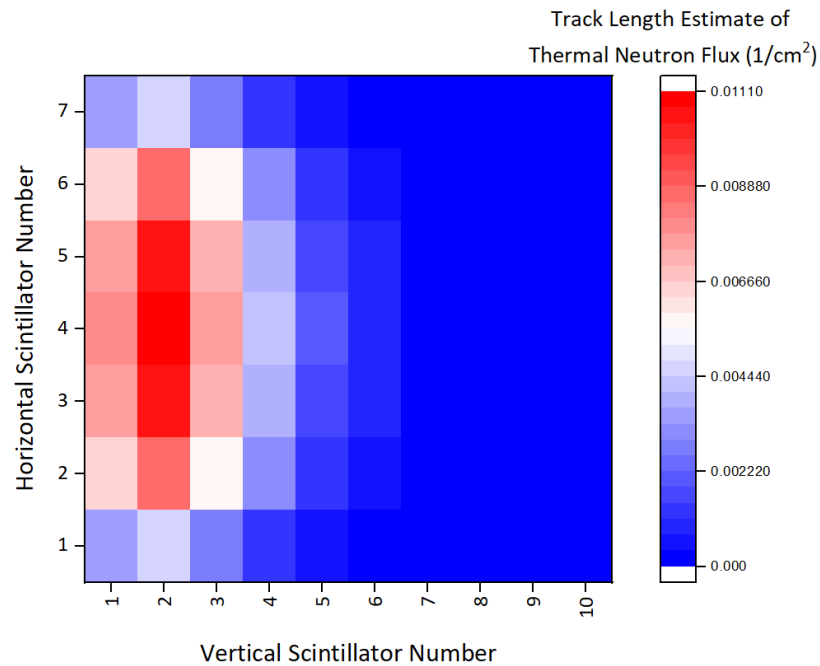 Track Length Estimate of
Thermal Neutron Flux (1/cm²)
0.01110
0.008880
0.006660
0.004440
0.002220
0.000
Horizontal Scintillator Number
7
6
5
4
3
2
1
1 2 3 4 5 6 7 8 9 10
Vertical Scintillator Number